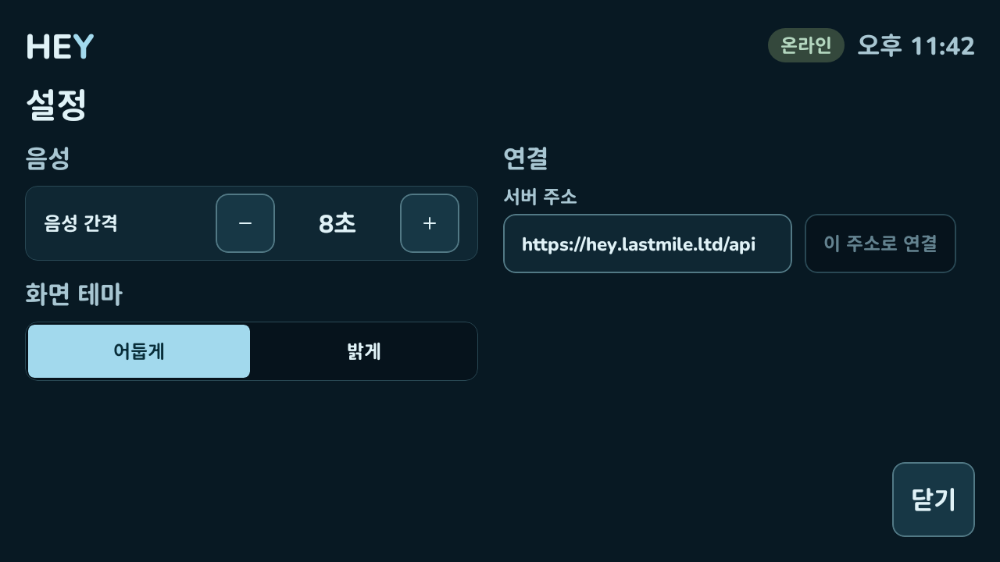 HEY
온라인 오후 11:42
설정
음성
음성 간격 − 8초 +
화면 테마
어둡게 밝게
연결
서버 주소
https://hey.lastmile.ltd/api 이 주소로 연결
닫기